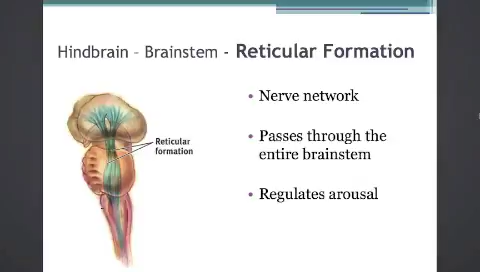 Hindbrain – Brainstem - Reticular Formation
Reticular
formation
• Nerve network
• Passes through the
entire brainstem
• Regulates arousal